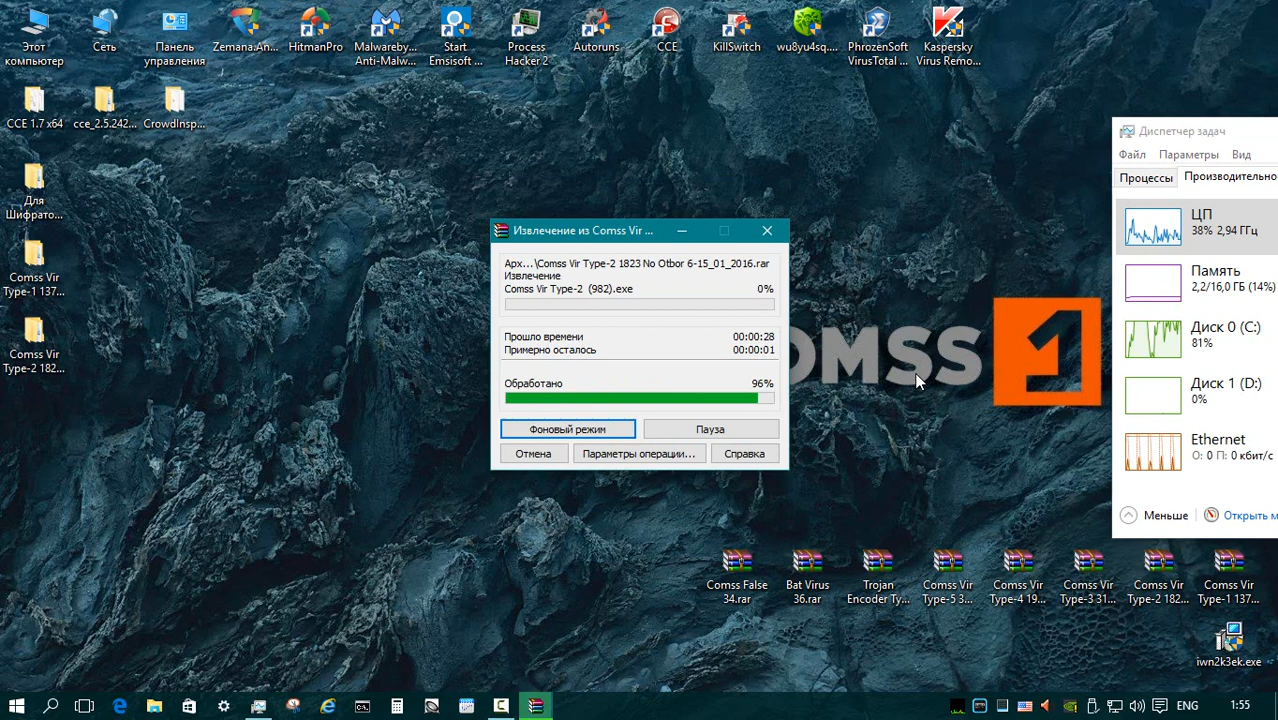 Этот
компьютер
Сеть
Панель
управления
Zemana.An...
HitmanPro
Malwareby...
Anti-Malw...
Start
Emsisoft ...
Process
Hacker 2
Autoruns
CCE
KillSwitch
wu8yu4sq....
PhrozenSoft
VirusTotal ...
Kaspersky
Virus Remo...
CCE 1.7 x64
cce_2.5.242...
CrowdInsp...
Для
Шифрато...
Comss Vir
Type-1 137...
Comss Vir
Type-2 182...
Извлечение из Comss Vir ...
Арх...\Comss Vir Type-2 1823 No Otbor 6-15_01_2016.rar
Извлечение
Comss Vir Type-2 (982).exe 0%
Прошло времени 00:00:28
Примерно осталось 00:00:01
Обработано 96%
Фоновый режим
Пауза
Отмена
Параметры операции...
Справка
OMSS 1
Диспетчер задач
Файл Параметры Вид
Процессы Производительно
ЦП
38% 2,94 ГГц
Память
2,2/16,0 ГБ (14%)
Диск 0 (C:)
81%
Диск 1 (D:)
0%
Ethernet
О: 0 П: 0 кбит/с
Меньше
Открыть м
Comss False
34.rar
Bat Virus
36.rar
Trojan
Encoder Ty...
Comss Vir
Type-5 3...
Comss Vir
Type-4 19...
Comss Vir
Type-3 31...
Comss Vir
Type-2 182...
Comss Vir
Type-1 137...
iwn2k3ek.exe
ENG
1:55